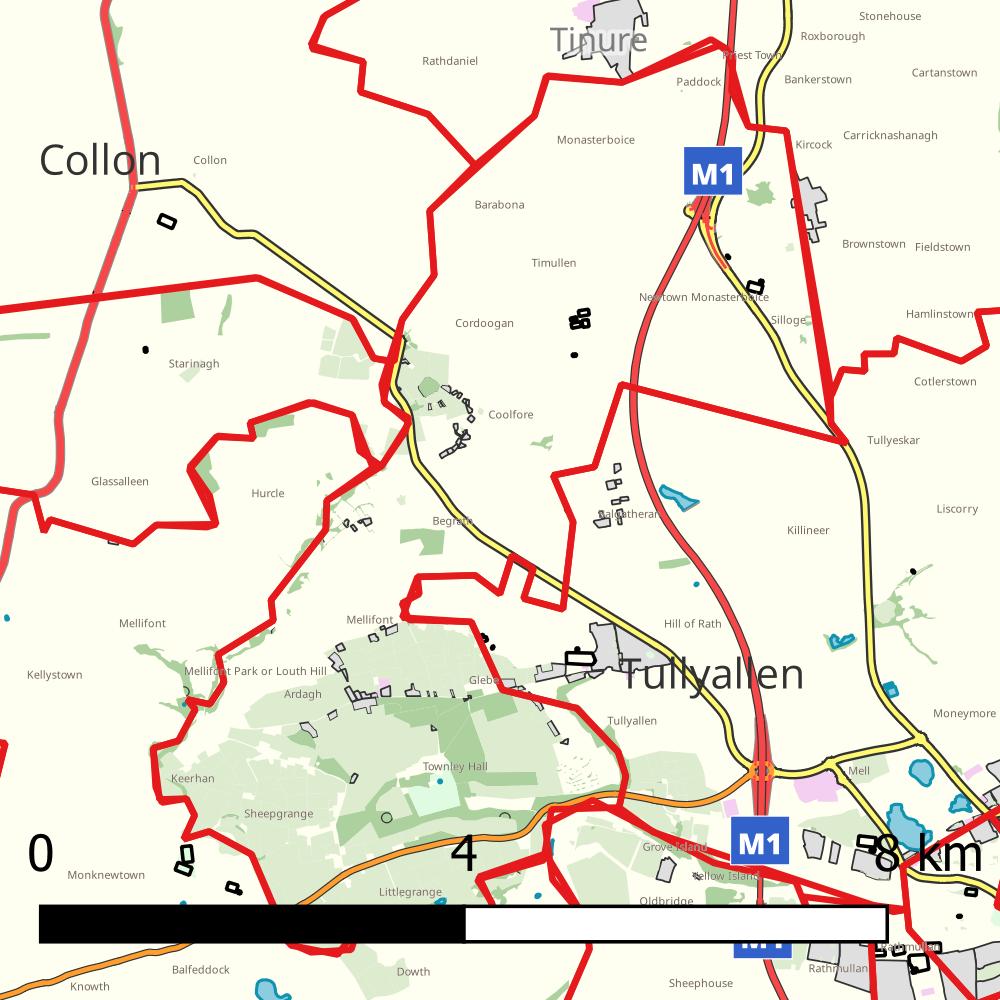 Stonehouse
Roxborough
Tinure
Priest Town
Rathdaniel
Cartanstown
Bankerstown
Paddock
Carricknashanagh
Monasterboice
Kircock
Collon
Collon
M1
Barabona
Brownstown
Fieldstown
Timullen
Newtown Monasterboice
Hamlinstown
Silloge
Cordoogan
Starinagh
Cotlerstown
Coolfore
Tullyeskar
Glassalleen
Hurcle
Liscorry
Begrath
Killineer
Mellifont
Mellifont
Hill of Rath
Mellifont Park or Louth Hill
Kellystown
Glebe
Tullyallen
Ardagh
Moneymore
Tullyallen
Townley Hall
Mell
Keerhan
Sheepgrange
M1
Grove Island
0
4
8 km
Monknewtown
Yellow Island
Littlegrange
Oldbridge
M1
Rathmullan
Balfeddock
Dowth
Rathmullan
Knowth
Sheephouse